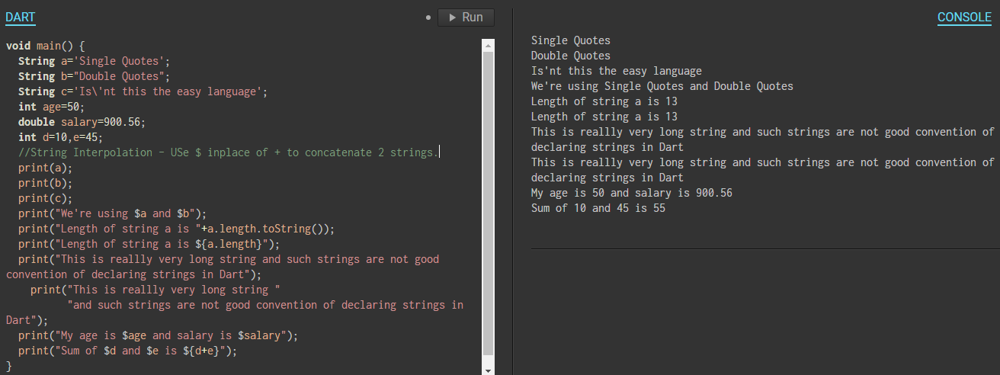 DART
Run
CONSOLE
void main() {
  String a='Single Quotes';
  String b="Double Quotes";
  String c='Is\'nt this the easy language';
  int age=50;
  double salary=900.56;
  int d=10,e=45;
  //String Interpolation - USe $ inplace of + to concatenate 2 strings.
  print(a);
  print(b);
  print(c);
  print("We're using $a and $b");
  print("Length of string a is "+a.length.toString());
  print("Length of string a is ${a.length}");
  print("This is reallly very long string and such strings are not good
convention of declaring strings in Dart");
    print("This is reallly very long string "
          "and such strings are not good convention of declaring strings in
Dart");
  print("My age is $age and salary is $salary");
  print("Sum of $d and $e is ${d+e}");
}
Single Quotes
Double Quotes
Is'nt this the easy language
We're using Single Quotes and Double Quotes
Length of string a is 13
Length of string a is 13
This is reallly very long string and such strings are not good convention of
declaring strings in Dart
This is reallly very long string and such strings are not good convention of
declaring strings in Dart
My age is 50 and salary is 900.56
Sum of 10 and 45 is 55